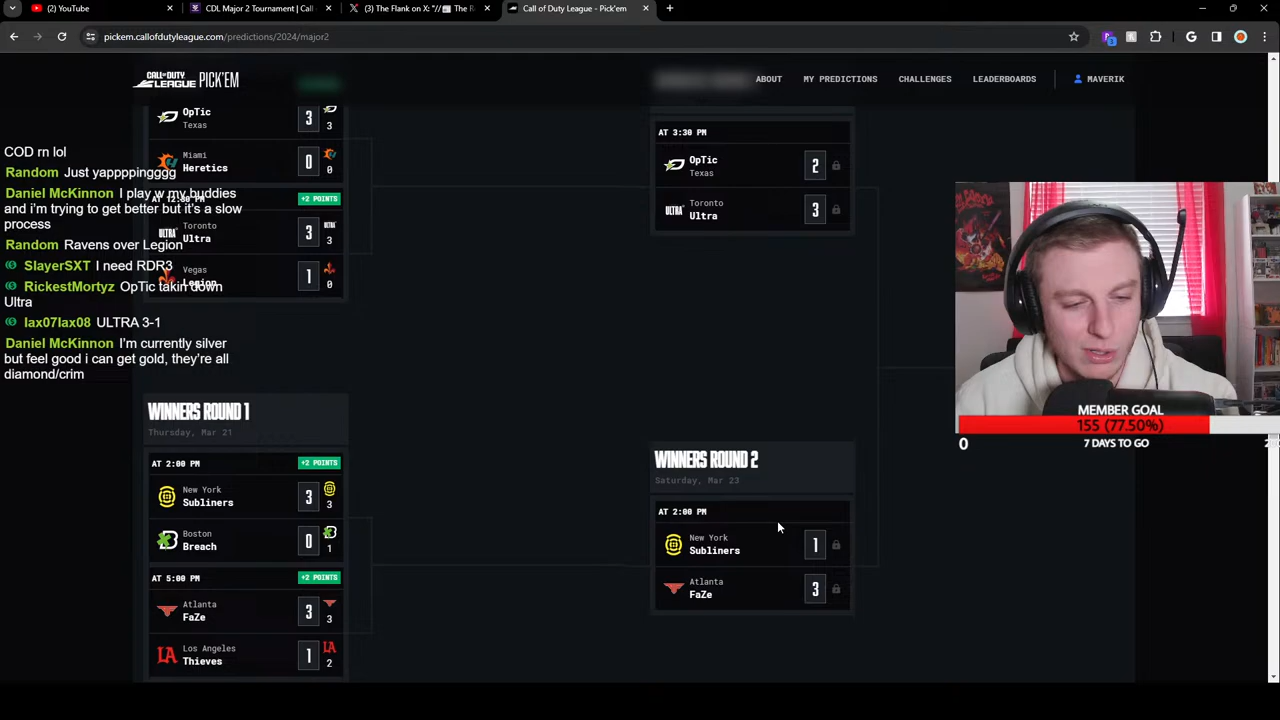 (2) YouTube
CDL Major 2 Tournament | Call
(3) The Flank on X: "//
The R
Call of Duty League - Pick'em
pickem.callofdutyleague.com/predictions/2024/major2
CALL OF DUTY LEAGUE PICK'EM
ABOUT
MY PREDICTIONS
CHALLENGES
LEADERBOARDS
MAVERIK
OpTic
Texas
3
3
Miami
Heretics
0
0
+2 POINTS
Toronto
Ultra
3
3
Vegas
Legion
1
0
COD rn lol
Random Just yapppppngggg
Daniel McKinnon I play w my buddies
and i'm trying to get better but it's a slow
process
Random Ravens over Legion
SlayerSXT I need RDR3
RickestMortyz OpTic takin down
Ultra
lax07lax08 ULTRA 3-1
Daniel McKinnon I'm currently silver
but feel good i can get gold, they're all
diamond/crim
WINNERS ROUND 1
Thursday, Mar 21
AT 2:00 PM
+2 POINTS
New York
Subliners
3
3
Boston
Breach
0
1
AT 5:00 PM
+2 POINTS
Atlanta
FaZe
3
3
Los Angeles
Thieves
1
2
AT 3:30 PM
OpTic
Texas
2
Toronto
Ultra
3
WINNERS ROUND 2
Saturday, Mar 23
AT 2:00 PM
New York
Subliners
1
Atlanta
FaZe
3
MEMBER GOAL
155 (77.50%)
0
7 DAYS TO GO